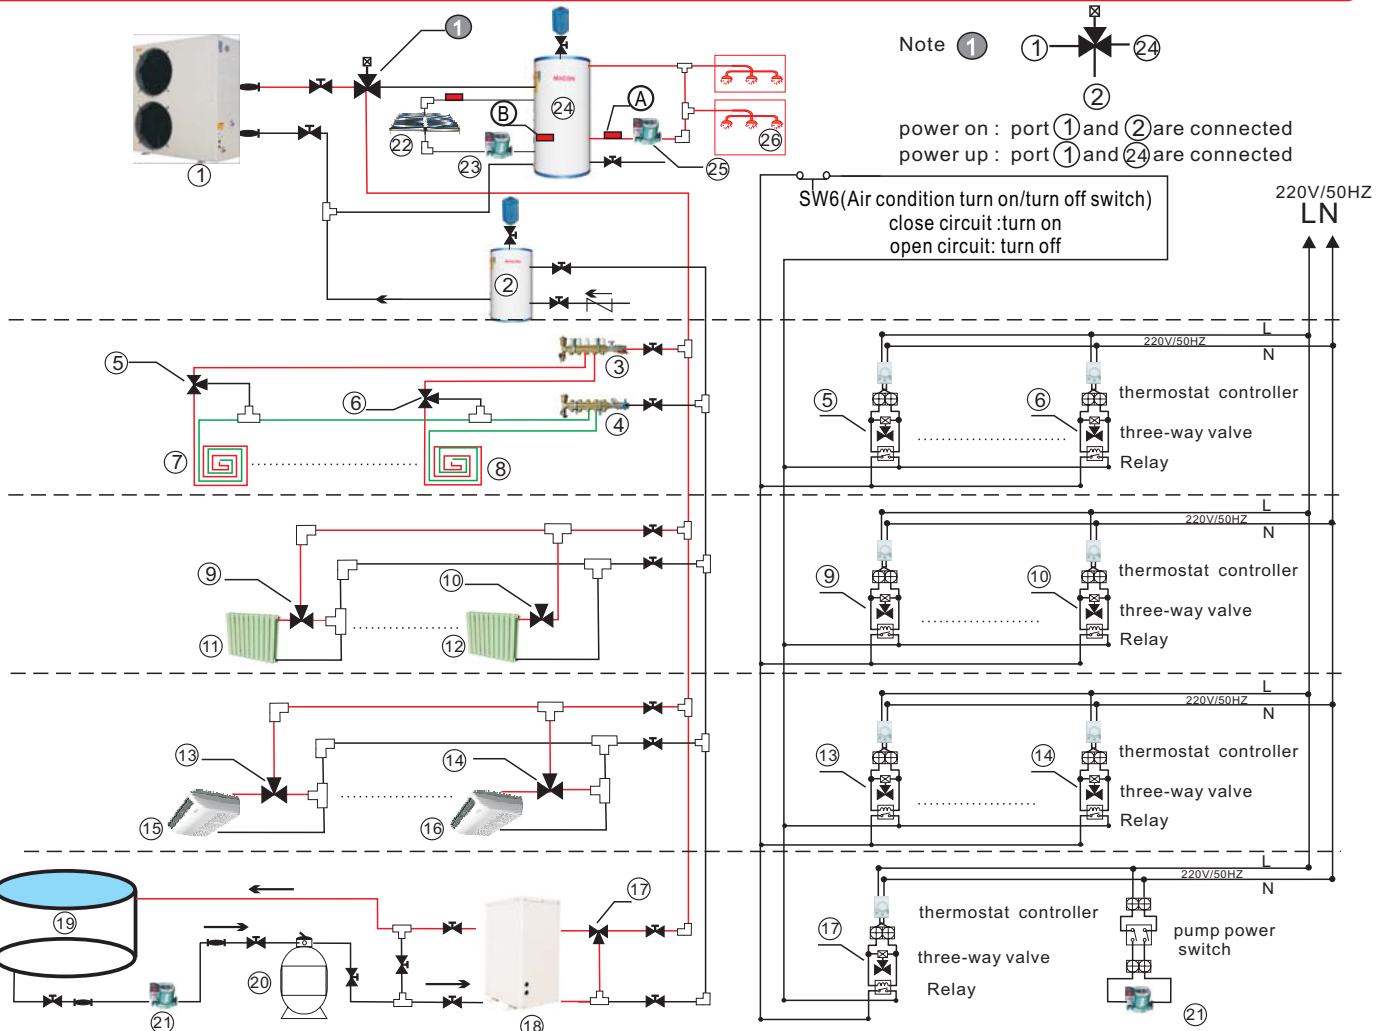 Note 1
1 24
2
power on : port 1 and 2 are connected
power up : port 1 and 24 are connected
1
MACON
24
A
B
22
23
25
26
1
SW6(Air condition turn on/turn off switch)
close circuit :turn on
open circuit: turn off
220V/50HZ
LN
2
3
4
5
6
7
8
L
220V/50HZ
N
5
6
thermostat controller
three-way valve
Relay
9
10
11
12
L
220V/50HZ
N
9
10
thermostat controller
three-way valve
Relay
13
14
15
16
L
220V/50HZ
N
13
14
thermostat controller
three-way valve
Relay
17
18
19
20
21
L
220V/50HZ
N
17
thermostat controller
three-way valve
Relay
pump power
switch
21